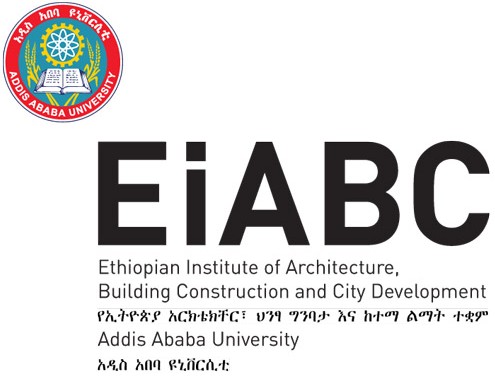 አዲስ አበባ ዩኒቨርሲቲ
ADDIS ABABA UNIVERSITY
EiABC
Ethiopian Institute of Architecture,
Building Construction and City Development
የኢትዮጵያ አርክቴክቸር፣ ህንፃ ግንባታ እና ከተማ ልማት ተቋም
Addis Ababa University
አዲስ አበባ ዩኒቨርሲቲ